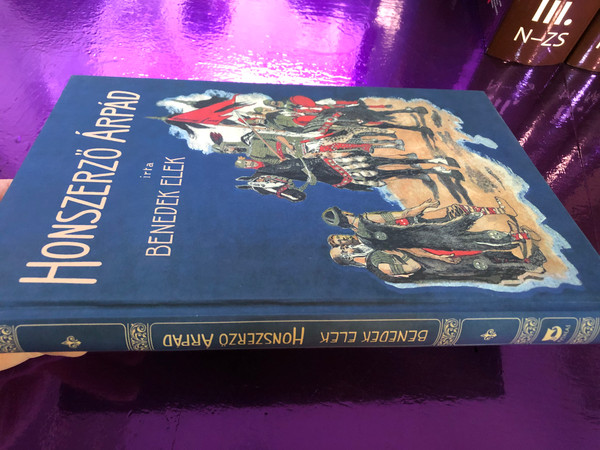 HONSZERZŐ ÁRPÁD
írta
BENEDEK ELEK
BENEDEK ELEK HONSZERZŐ ÁRPÁD
III.
N–ZS